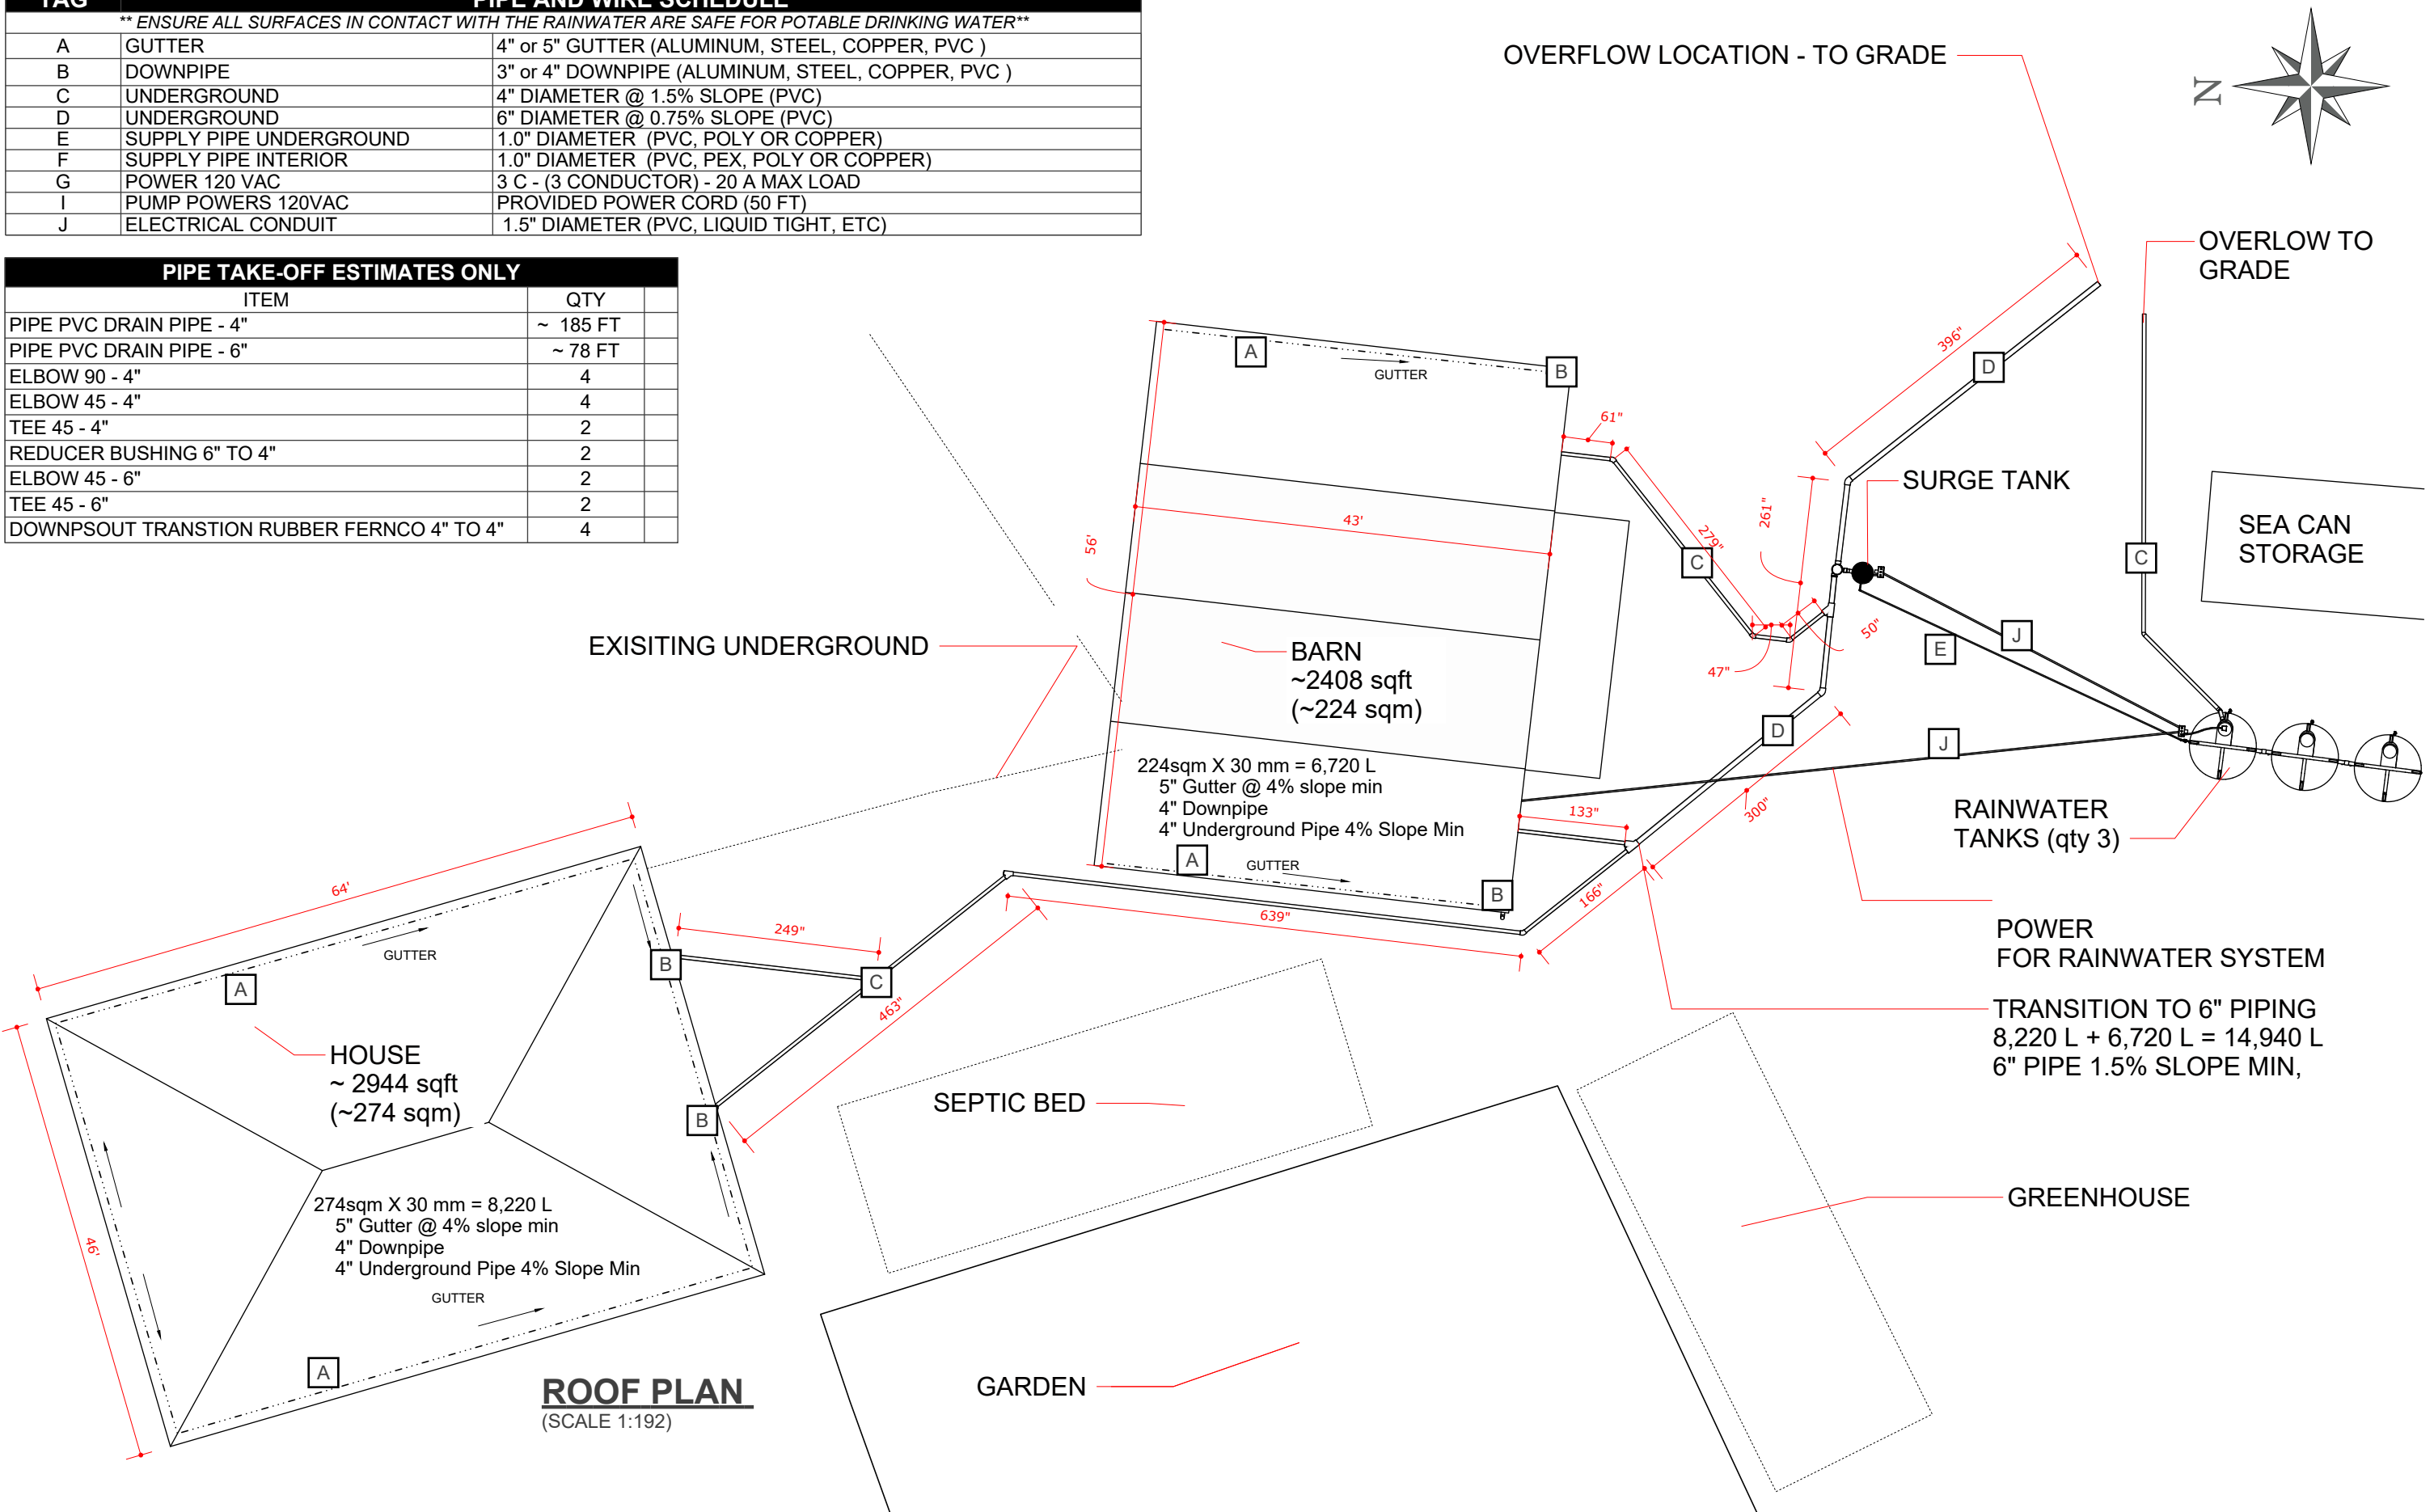 TAG PIPE AND WIRE SCHEDULE
** ENSURE ALL SURFACES IN CONTACT WITH THE RAINWATER ARE SAFE FOR POTABLE DRINKING WATER**
A GUTTER 4" or 5" GUTTER (ALUMINUM, STEEL, COPPER, PVC )
B DOWNPIPE 3" or 4" DOWNPIPE (ALUMINUM, STEEL, COPPER, PVC )
C UNDERGROUND 4" DIAMETER @ 1.5% SLOPE (PVC)
D UNDERGROUND 6" DIAMETER @ 0.75% SLOPE (PVC)
E SUPPLY PIPE UNDERGROUND 1.0" DIAMETER (PVC, POLY OR COPPER)
F SUPPLY PIPE INTERIOR 1.0" DIAMETER (PVC, PEX, POLY OR COPPER)
G POWER 120 VAC 3 C - (3 CONDUCTOR) - 20 A MAX LOAD
I PUMP POWERS 120VAC PROVIDED POWER CORD (50 FT)
J ELECTRICAL CONDUIT 1.5" DIAMETER (PVC, LIQUID TIGHT, ETC)
PIPE TAKE-OFF ESTIMATES ONLY
ITEM QTY
PIPE PVC DRAIN PIPE - 4" ~ 185 FT
PIPE PVC DRAIN PIPE - 6" ~ 78 FT
ELBOW 90 - 4" 4
ELBOW 45 - 4" 4
TEE 45 - 4" 2
REDUCER BUSHING 6" TO 4" 2
ELBOW 45 - 6" 2
TEE 45 - 6" 2
DOWNPSOUT TRANSTION RUBBER FERNCO 4" TO 4" 4
OVERFLOW LOCATION - TO GRADE
N
OVERLOW TO
GRADE
396"
D
A
GUTTER
B
61"
SURGE TANK
261"
SEA CAN
STORAGE
43'
56'
279"
C
C
50"
47"
J
E
EXISITING UNDERGROUND
BARN
~2408 sqft
(~224 sqm)
D
J
224sqm X 30 mm = 6,720 L
5" Gutter @ 4% slope min
4" Downpipe
4" Underground Pipe 4% Slope Min
133"
300"
RAINWATER
TANKS (qty 3)
A
GUTTER
B
166"
639"
64'
249"
GUTTER
B
C
A
463"
POWER
FOR RAINWATER SYSTEM
TRANSITION TO 6" PIPING
8,220 L + 6,720 L = 14,940 L
6" PIPE 1.5% SLOPE MIN,
HOUSE
~ 2944 sqft
(~274 sqm)
B
SEPTIC BED
GREENHOUSE
274sqm X 30 mm = 8,220 L
5" Gutter @ 4% slope min
4" Downpipe
4" Underground Pipe 4% Slope Min
46'
GUTTER
A
GARDEN
ROOF PLAN
(SCALE 1:192)